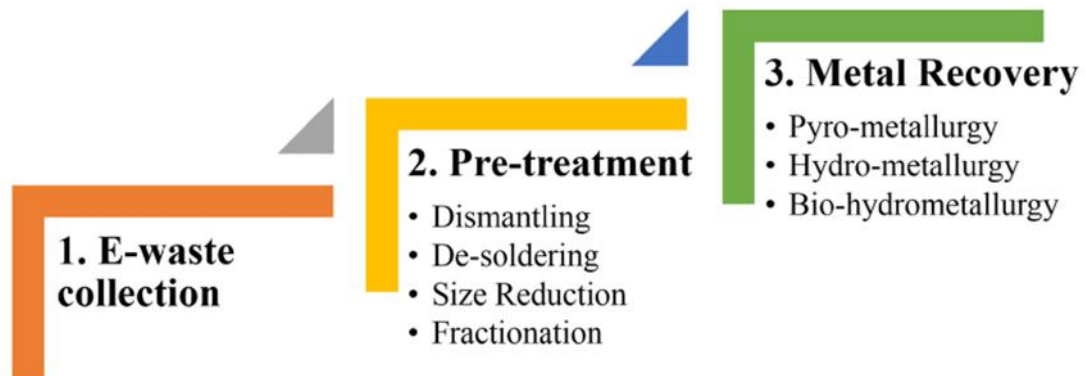 1. E-waste
collection
2. Pre-treatment
• Dismantling
• De-soldering
• Size Reduction
• Fractionation
3. Metal Recovery
• Pyro-metallurgy
• Hydro-metallurgy
• Bio-hydrometallurgy